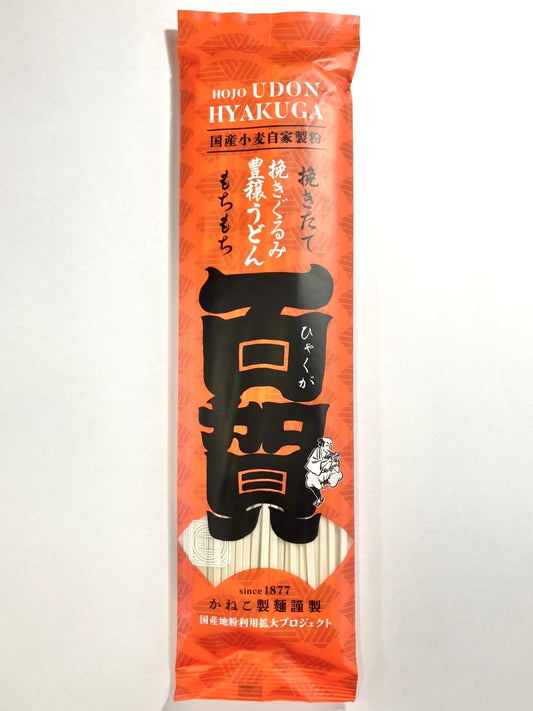 HOJO UDON
HYAKUGA
国産小麦自家製粉
挽きたて
挽きぐるみ
豊穣うどん
もちもち
百賀
ひゃくが
since 1877
かねこ製麺謹製
国産地粉利用拡大プロジェクト